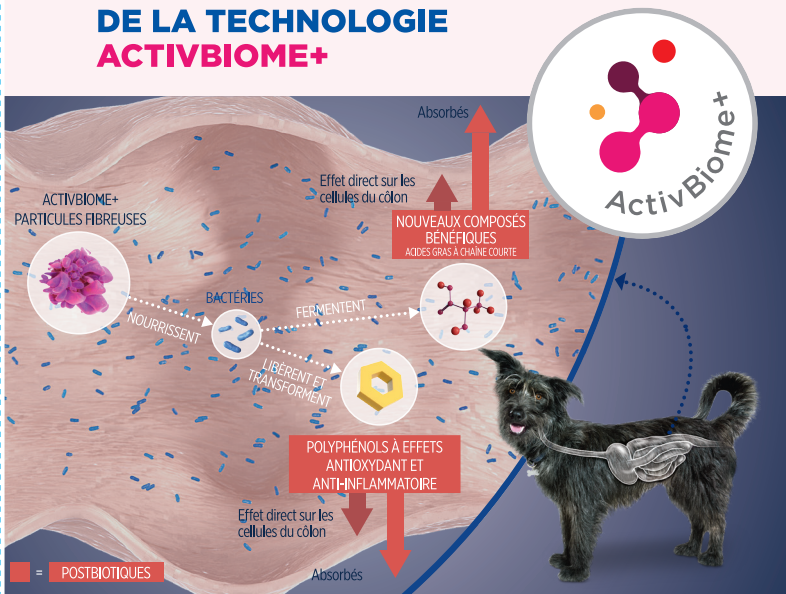 DE LA TECHNOLOGIE
ACTIVBIOME+
ActivBiome+
Absorbés
Effet direct sur les
cellules du côlon
NOUVEAUX COMPOSÉS
BÉNÉFIQUES
ACIDES GRAS À CHAÎNE COURTE
ACTIVBIOME+
PARTICULES FIBREUSES
NOURRISSENT
BACTÉRIES
FERMENTENT
LIBÈRENT ET
TRANSFORMENT
POLYPHÉNOLS À EFFETS
ANTIOXYDANT ET
ANTI-INFLAMMATOIRE
Effet direct sur les
cellules du côlon
Absorbés
= POSTBIOTIQUES